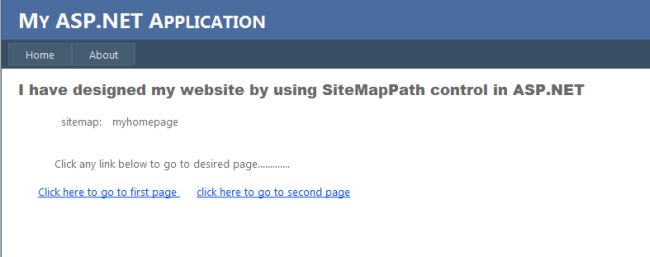 My ASP.NET Application
Home About
I have designed my website by using SiteMapPath control in ASP.NET
sitemap: myhomepage
Click any link below to go to desired page.............
Click here to go to first page click here to go to second page